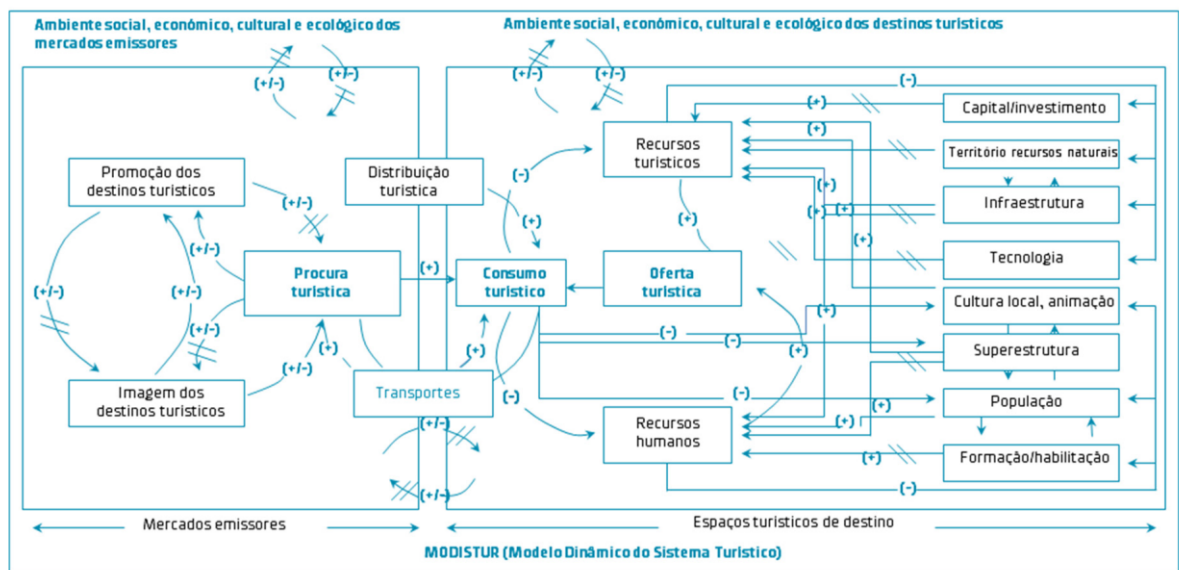 Ambiente social, económico, cultural e ecológico dos
mercados emissores
Ambiente social, económico, cultural e ecológico dos destinos turísticos
(+/-)
(+/-)
(+/-)
(+/-)
(-)
(+)
Capital/investimento
(+)
Recursos
turísticos
Território recursos naturais
Promoção dos
destinos turísticos
Distribuição
turística
(-)
(+)
(+/-)
Infraestrutura
(+)
(+)
(+)
(+)
(+/-)
(+)
Tecnologia
Procura
turística
(+)
Consumo
turístico
Oferta
turística
(+/-)
(+/-)
Cultura local, animação
(+)
(-)
(+/-)
(-)
Superestrutura
(+)
(+)
(+)
(+/-)
Imagem dos
destinos turísticos
Transportes
(-)
(-)
População
(+)
(+)
Recursos
humanos
(+/-)
(+)
Formação/habilitação
(+/-)
(-)
Mercados emissores
Espaços turísticos de destino
MODISTUR (Modelo Dinâmico do Sistema Turístico)